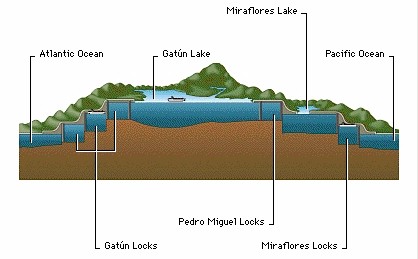 Miraflores Lake
Atlantic Ocean
Gatún Lake
Pacific Ocean
Pedro Miguel Locks
Gatún Locks
Miraflores Locks